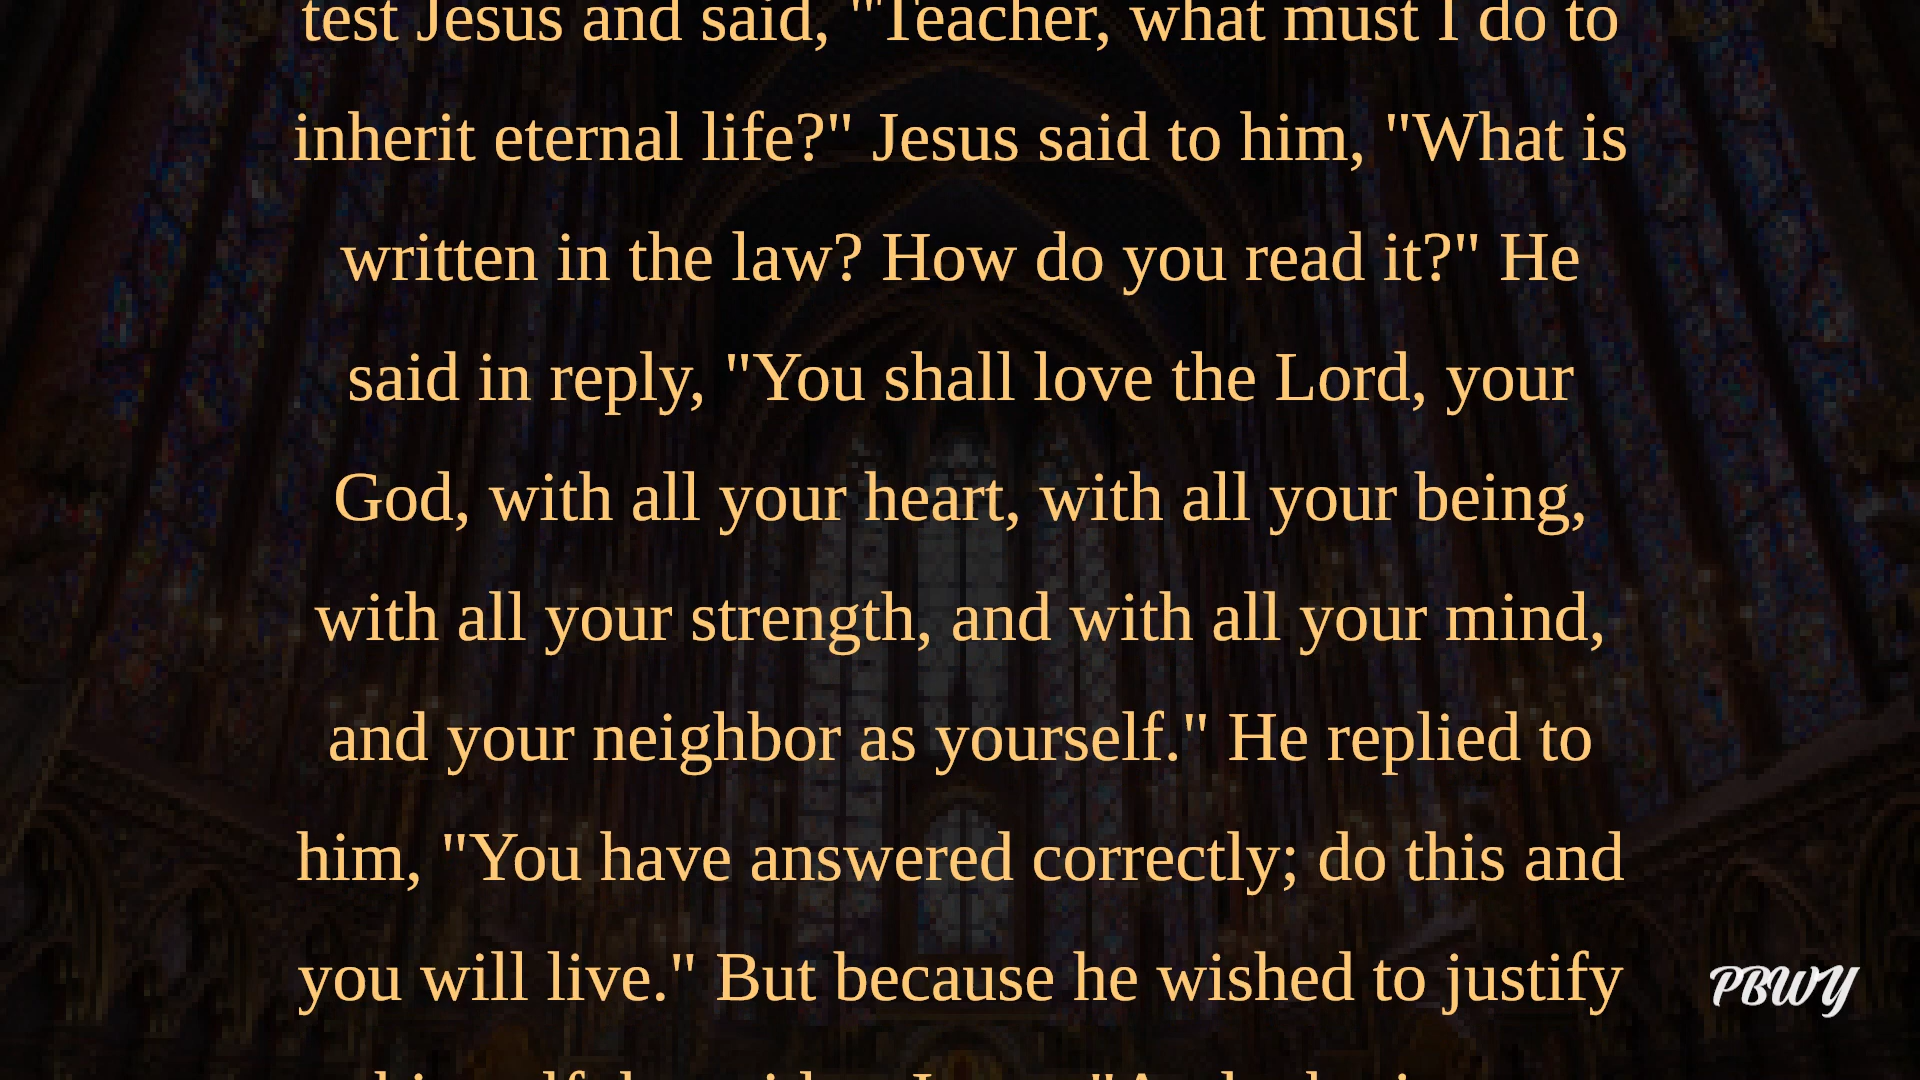 test Jesus and said, "Teacher, what must I do to
inherit eternal life?" Jesus said to him, "What is
written in the law? How do you read it?" He
said in reply, "You shall love the Lord, your
God, with all your heart, with all your being,
with all your strength, and with all your mind,
and your neighbor as yourself." He replied to
him, "You have answered correctly; do this and
you will live." But because he wished to justify
PBWY